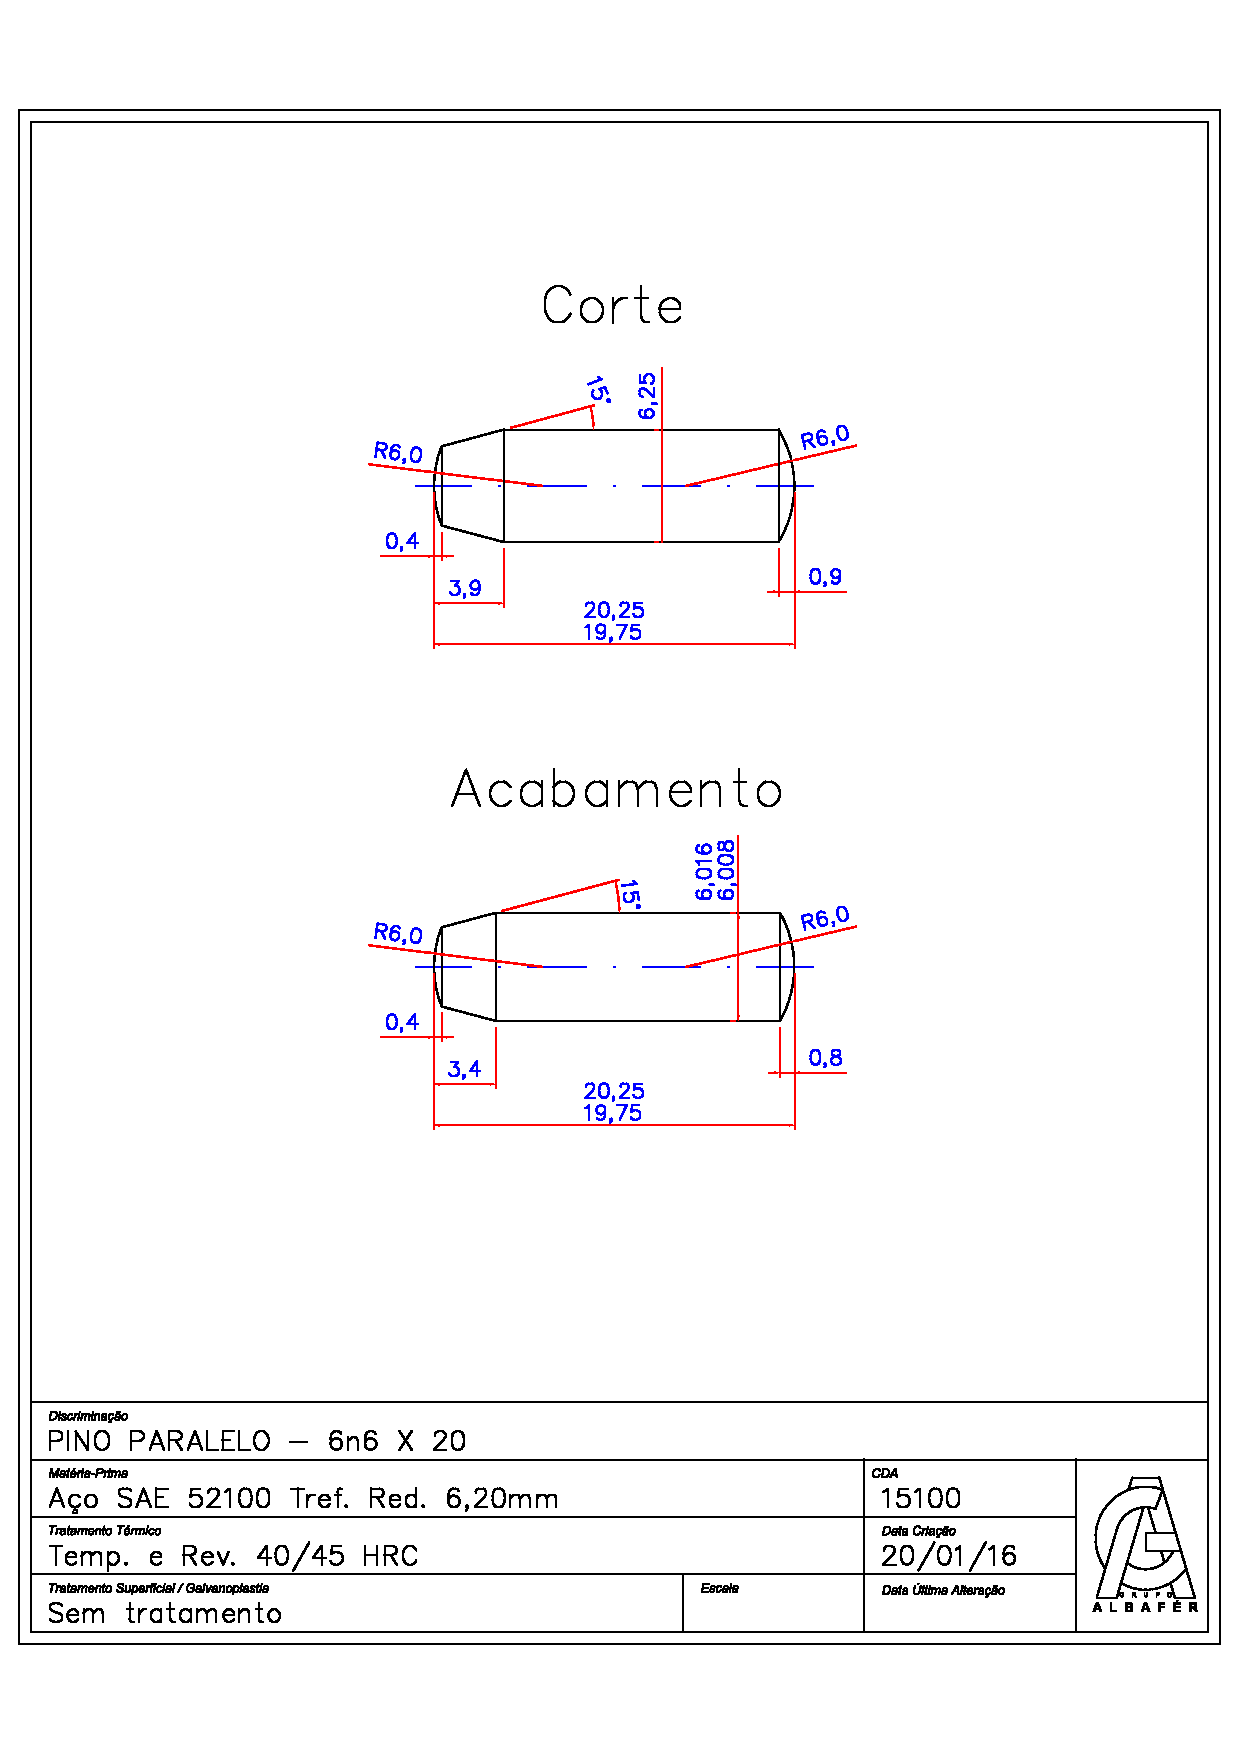 Corte
15°
6,25
R6,0
R6,0
0,4
3,9
0,9
20,25
19,75
Acabamento
15°
6,016
6,008
R6,0
R6,0
0,4
3,4
0,8
20,25
19,75
Discriminação
PINO PARALELO – 6n6 X 20
Matéria-Prima
Aço SAE 52100 Tref. Red. 6,20mm
CDA
15100
Tratamento Térmico
Temp. e Rev. 40/45 HRC
Data Criação
20/01/16
Tratamento Superficial / Galvanoplastia
Sem tratamento
Escala
Data Última Alteração
GRUPO
ALBAFÉR